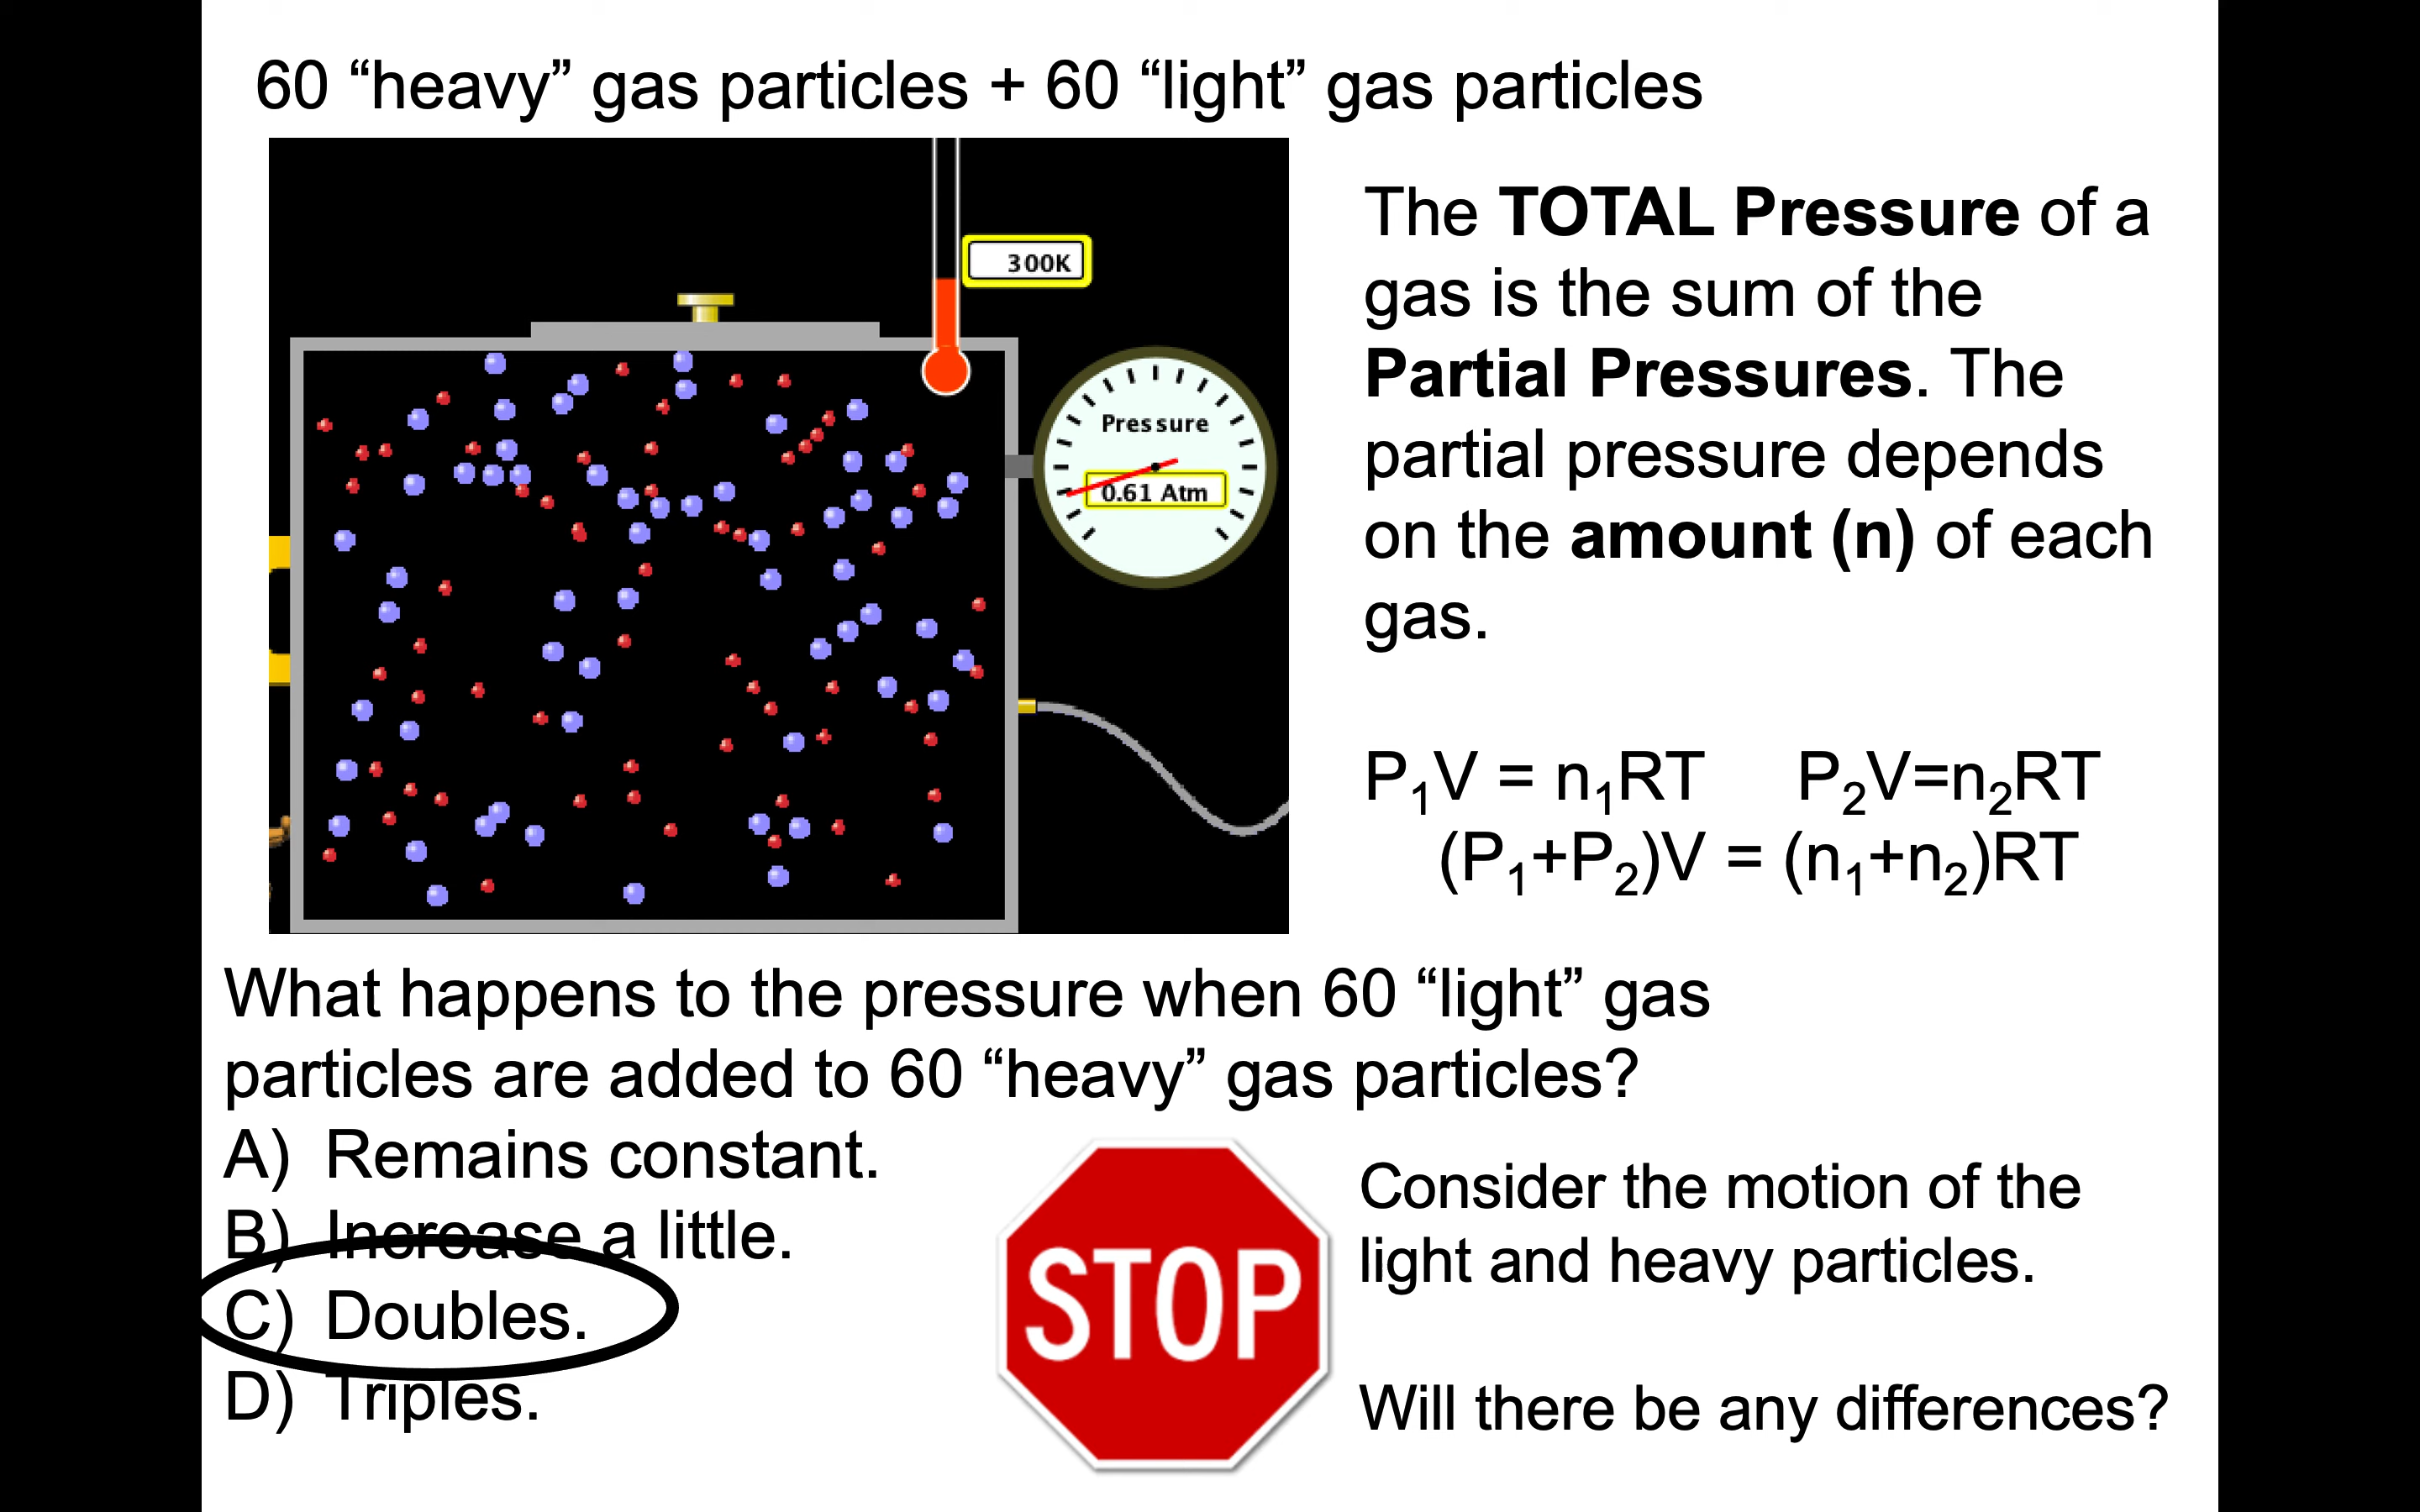 60 “heavy” gas particles + 60 “light” gas particles
300K
Pressure
0.61 Atm
The TOTAL Pressure of a
gas is the sum of the
Partial Pressures. The
partial pressure depends
on the amount (n) of each
gas.
P₁V = n₁RT P₂V=n₂RT
(P₁+P₂)V = (n₁+n₂)RT
What happens to the pressure when 60 “light” gas
particles are added to 60 “heavy” gas particles?
A) Remains constant.
B) Increase a little.
C) Doubles.
D) Triples.
STOP
Consider the motion of the
light and heavy particles.
Will there be any differences?